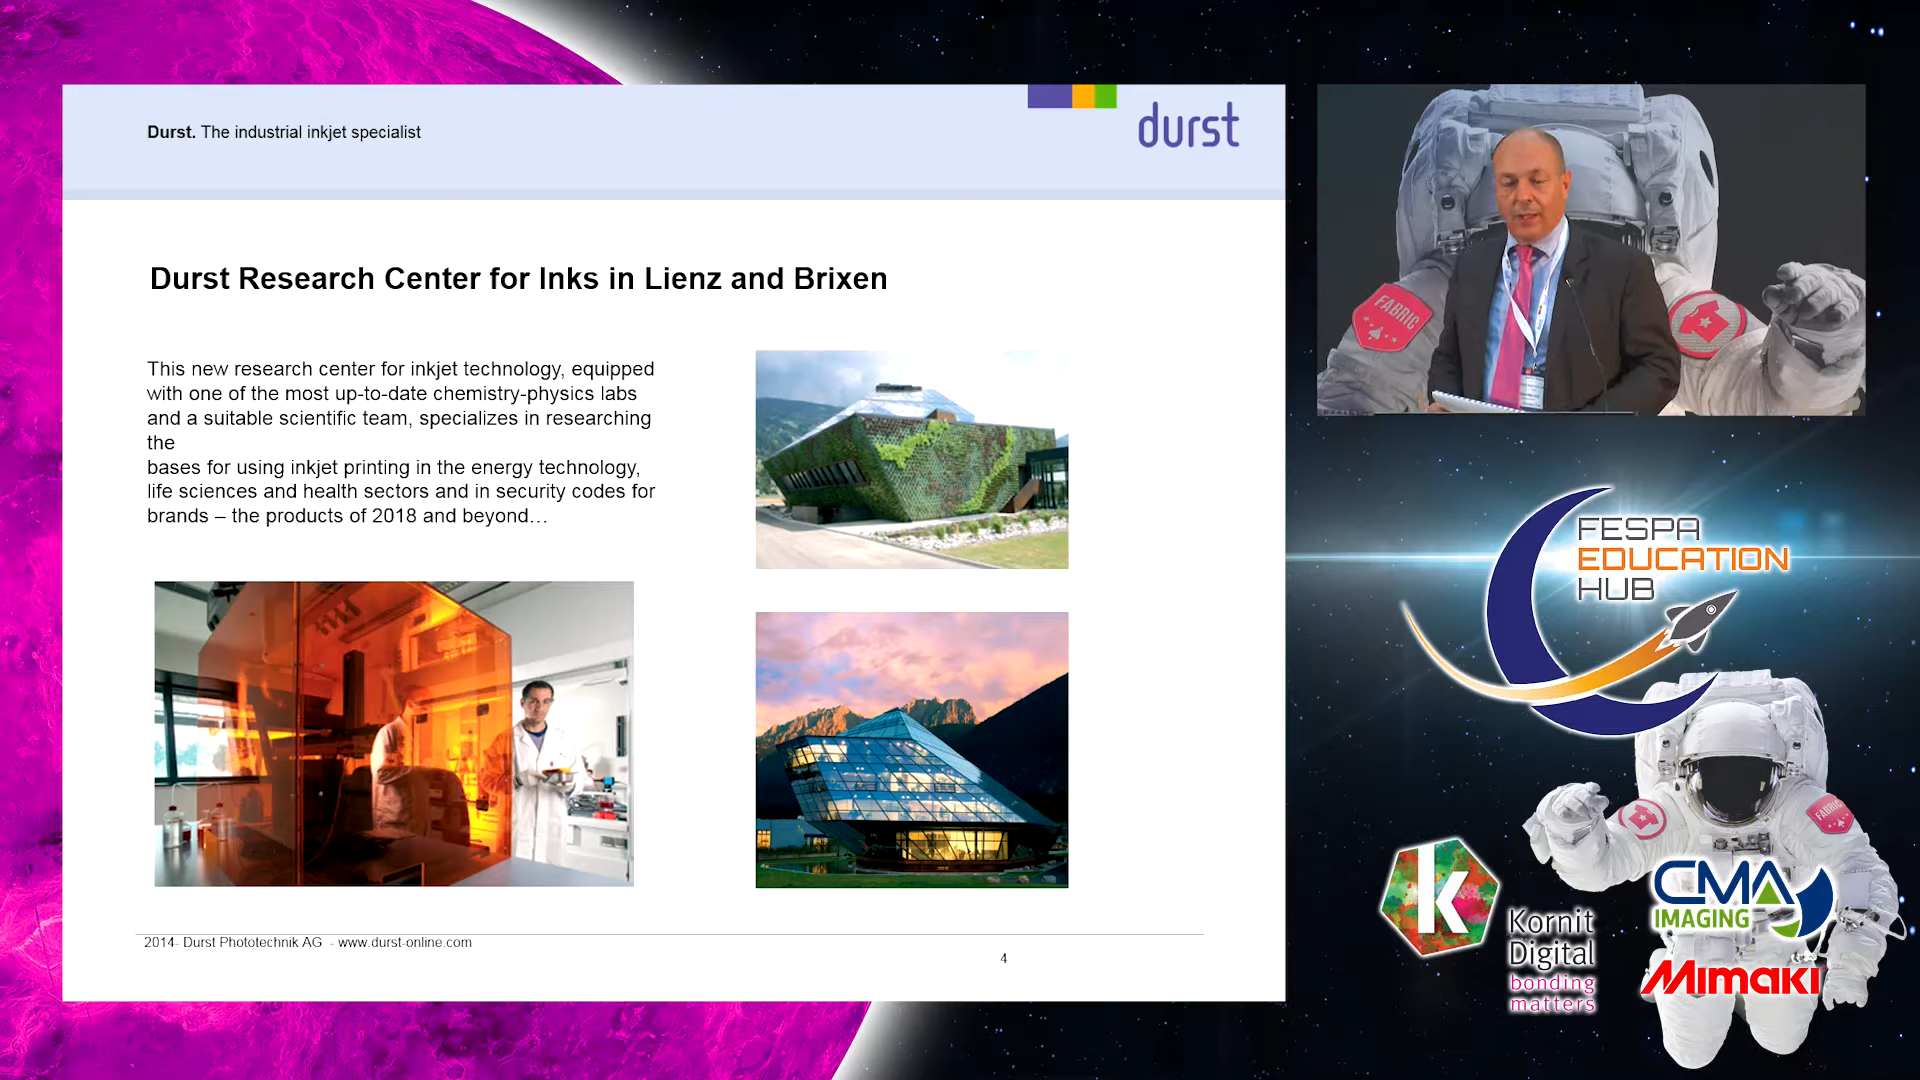 Durst. The industrial inkjet specialist
durst
Durst Research Center for Inks in Lienz and Brixen
This new research center for inkjet technology, equipped
with one of the most up-to-date chemistry-physics labs
and a suitable scientific team, specializes in researching
the
bases for using inkjet printing in the energy technology,
life sciences and health sectors and in security codes for
brands – the products of 2018 and beyond…
2014- Durst Phototechnik AG - www.durst-online.com
4
FABRIC
FESPA
EDUCATION
HUB
FABRIC
K
Kornit
Digital
bonding
matters
CMA
IMAGING
Mimaki